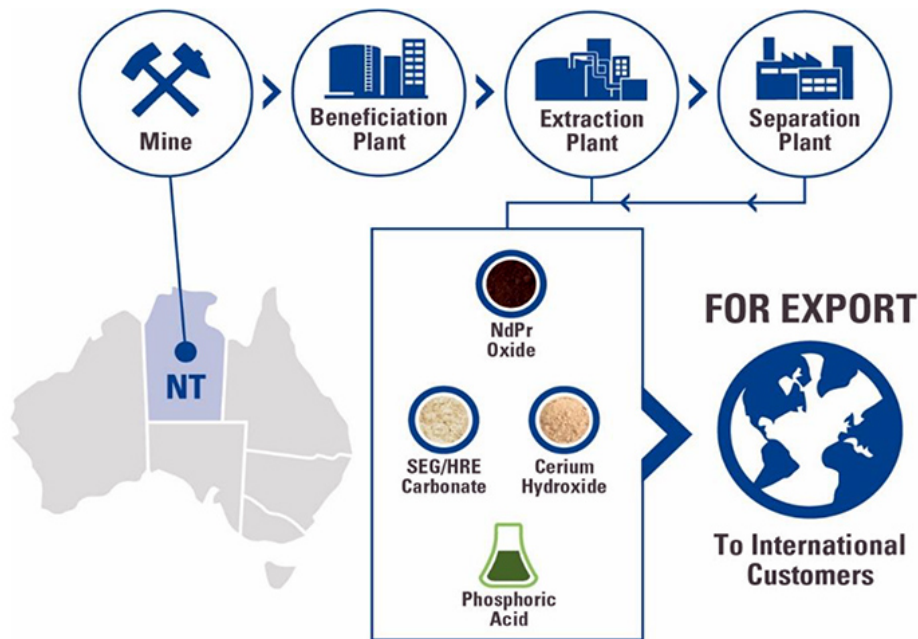 Mine
Beneficiation
Plant
Extraction
Plant
Separation
Plant
NT
NdPr
Oxide
SEG/HRE
Carbonate
Cerium
Hydroxide
Phosphoric
Acid
FOR EXPORT
To International
Customers